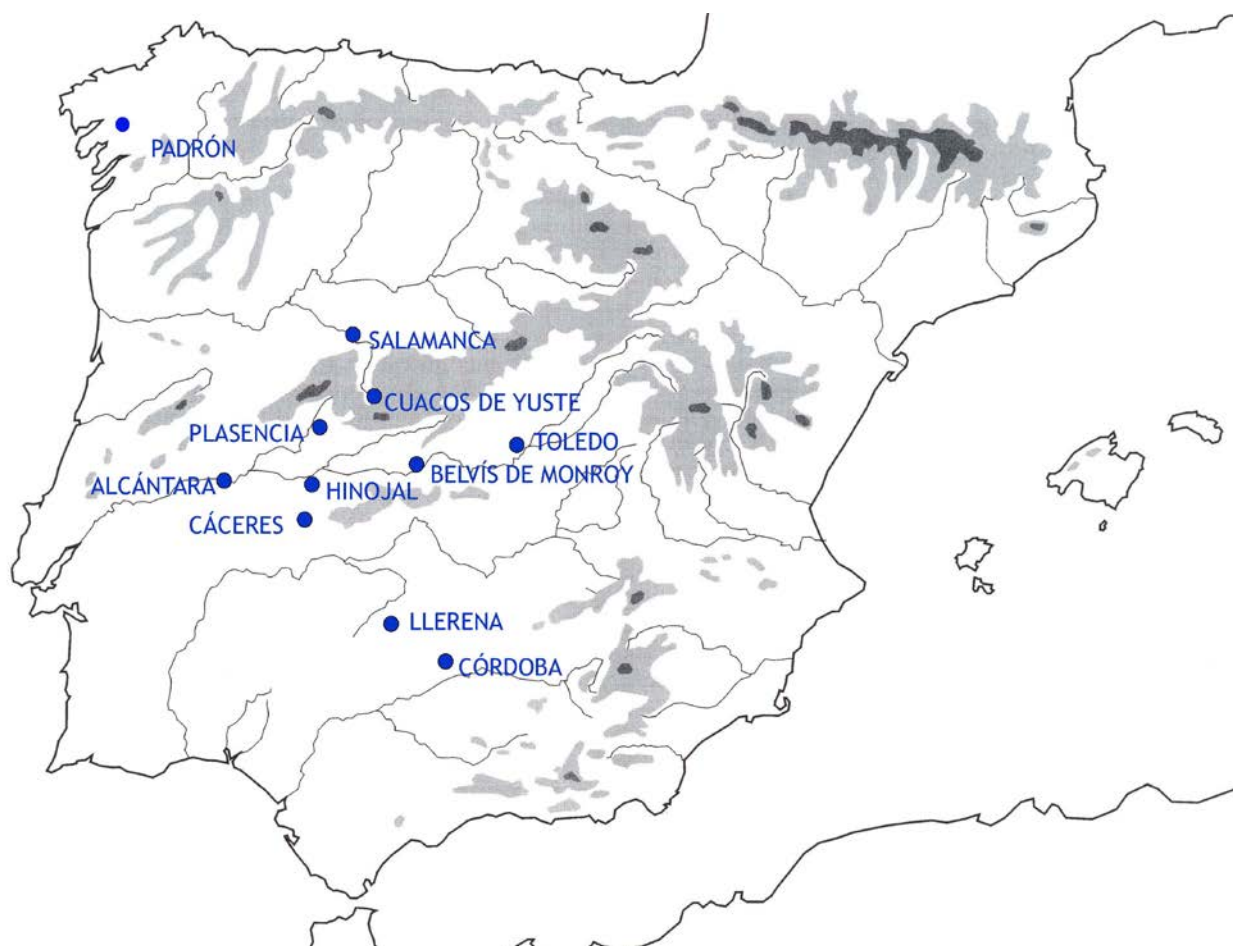 PADRÓN
SALAMANCA
CUACOS DE YUSTE
PLASENCIA
TOLEDO
BELVÍS DE MONROY
ALCÁNTARA
HINOJAL
CÁCERES
LLERENA
CÓRDOBA